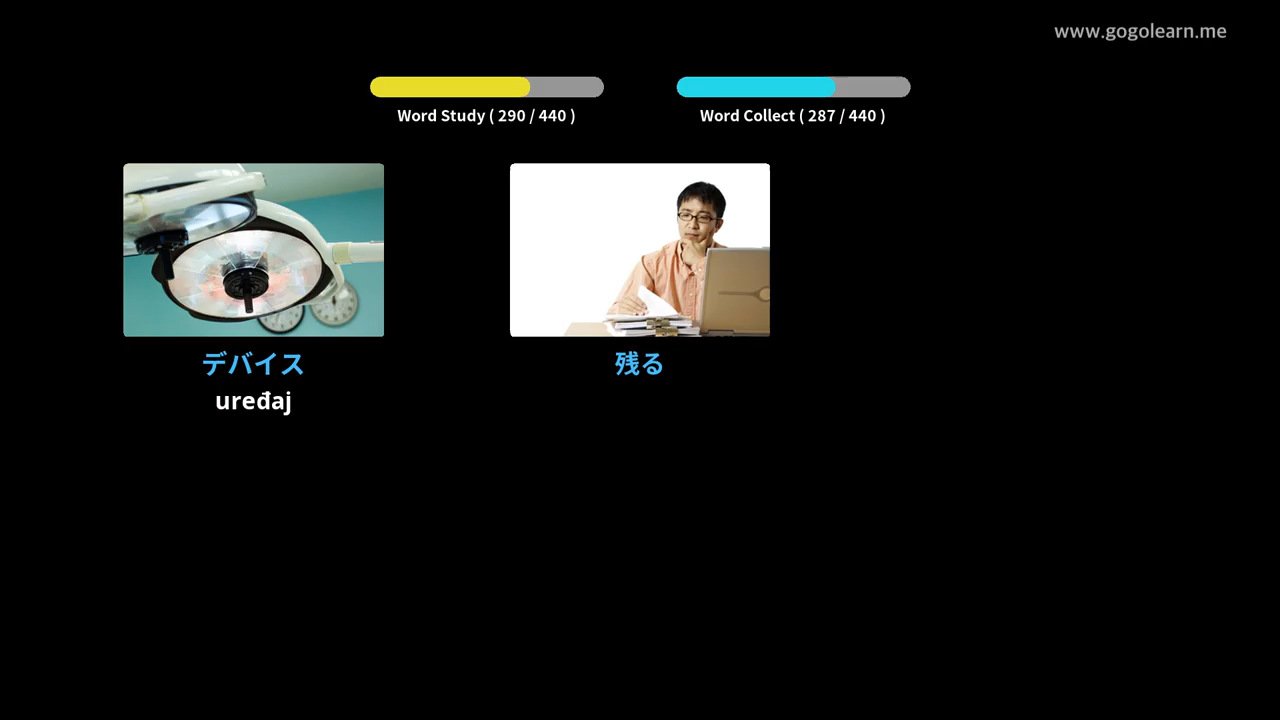 www.gogolearn.me
Word Study ( 290 / 440 )
Word Collect ( 287 / 440 )
デバイス
uređaj
残る